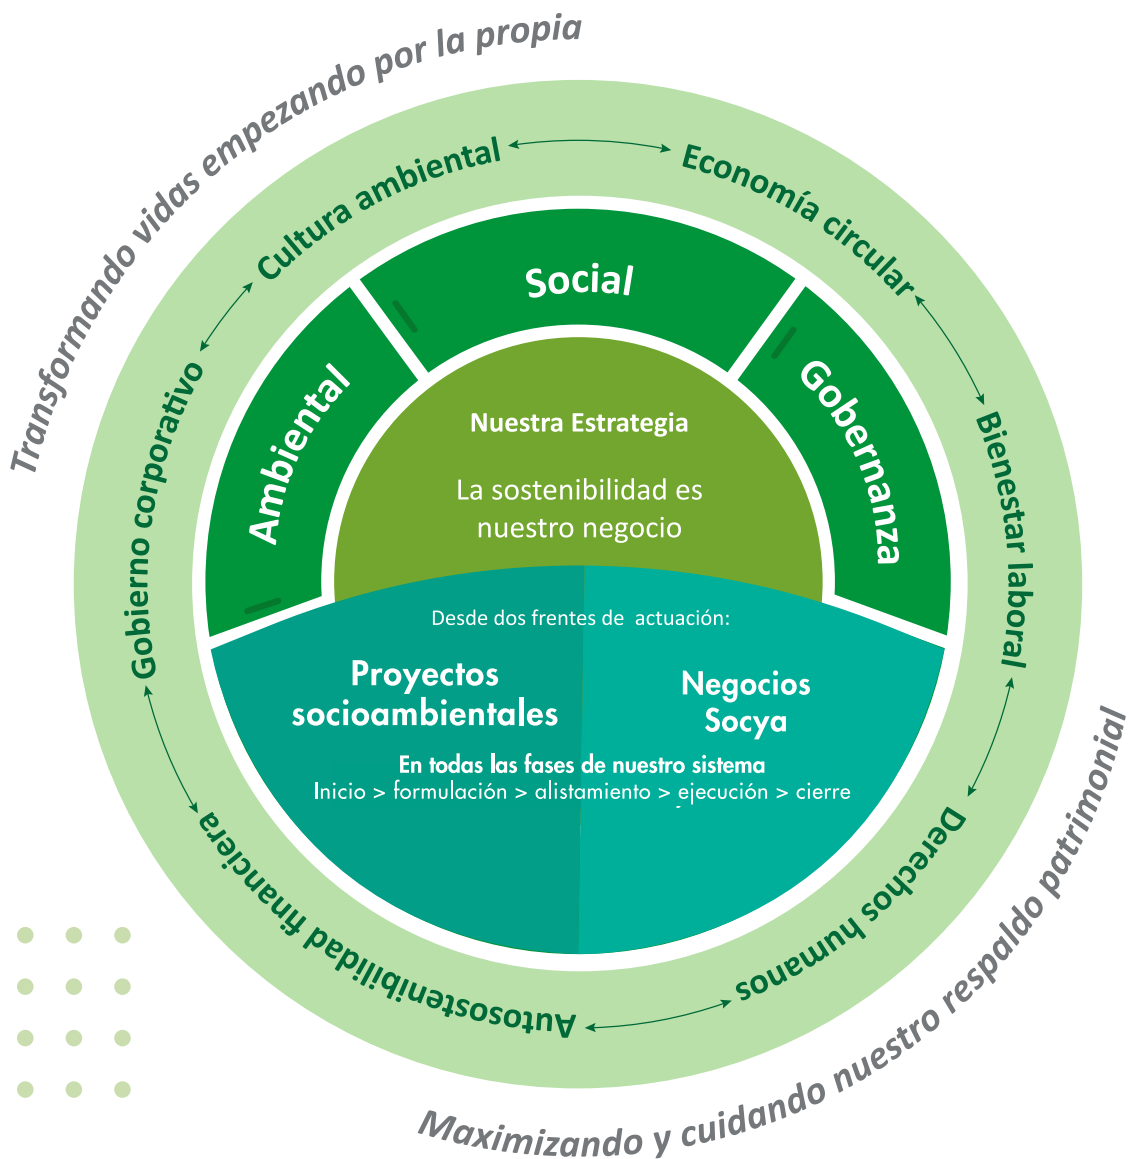 Transformando vidas empezando por la propia
Cultura ambiental
Economía circular
Bienestar laboral
Derechos humanos
Autosostenibilidad financiera
Gobierno corporativo
Ambiental
Social
Gobernanza
Nuestra Estrategia
La sostenibilidad es
nuestro negocio
Desde dos frentes de actuación:
Proyectos
socioambientales
Negocios
Socya
En todas las fases de nuestro sistema
Inicio > formulación > alistamiento > ejecución > cierre
Maximizando y cuidando nuestro respaldo patrimonial